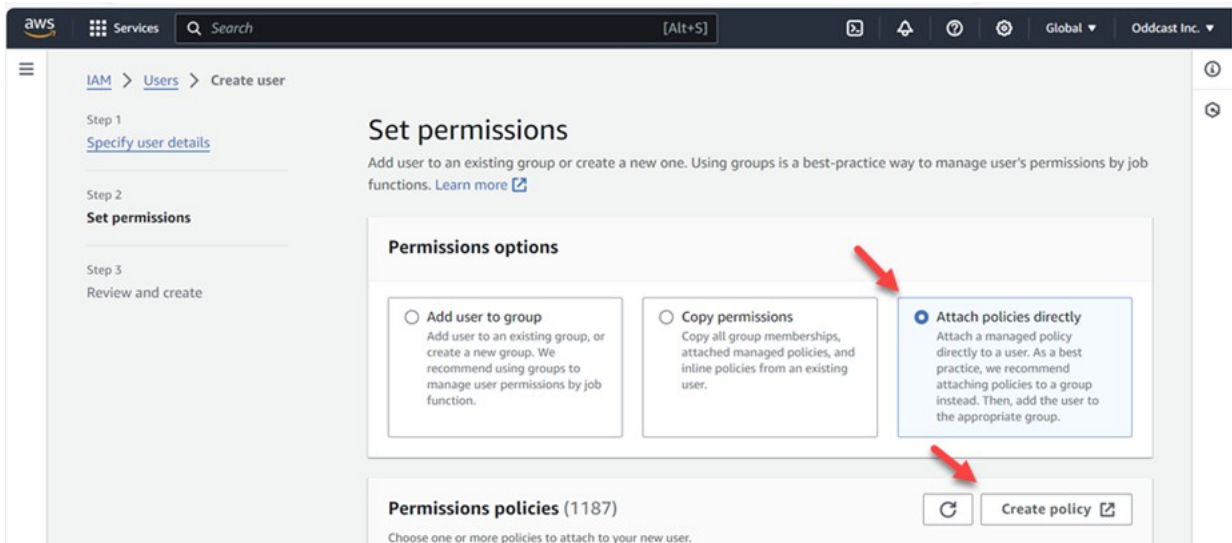 aws
Services
Search
[Alt+S]
Global
Oddcast Inc.
IAM > Users > Create user
Step 1
Specify user details
Step 2
Set permissions
Step 3
Review and create
Set permissions
Add user to an existing group or create a new one. Using groups is a best-practice way to manage user's permissions by job
functions. Learn more
Permissions options
Add user to group
Add user to an existing group, or
create a new group. We
recommend using groups to
manage user permissions by job
function.
Copy permissions
Copy all group memberships,
attached managed policies, and
inline policies from an existing
user.
Attach policies directly
Attach a managed policy
directly to a user. As a best
practice, we recommend
attaching policies to a group
instead. Then, add the user to
the appropriate group.
Permissions policies (1187)
Create policy
Choose one or more policies to attach to your new user.